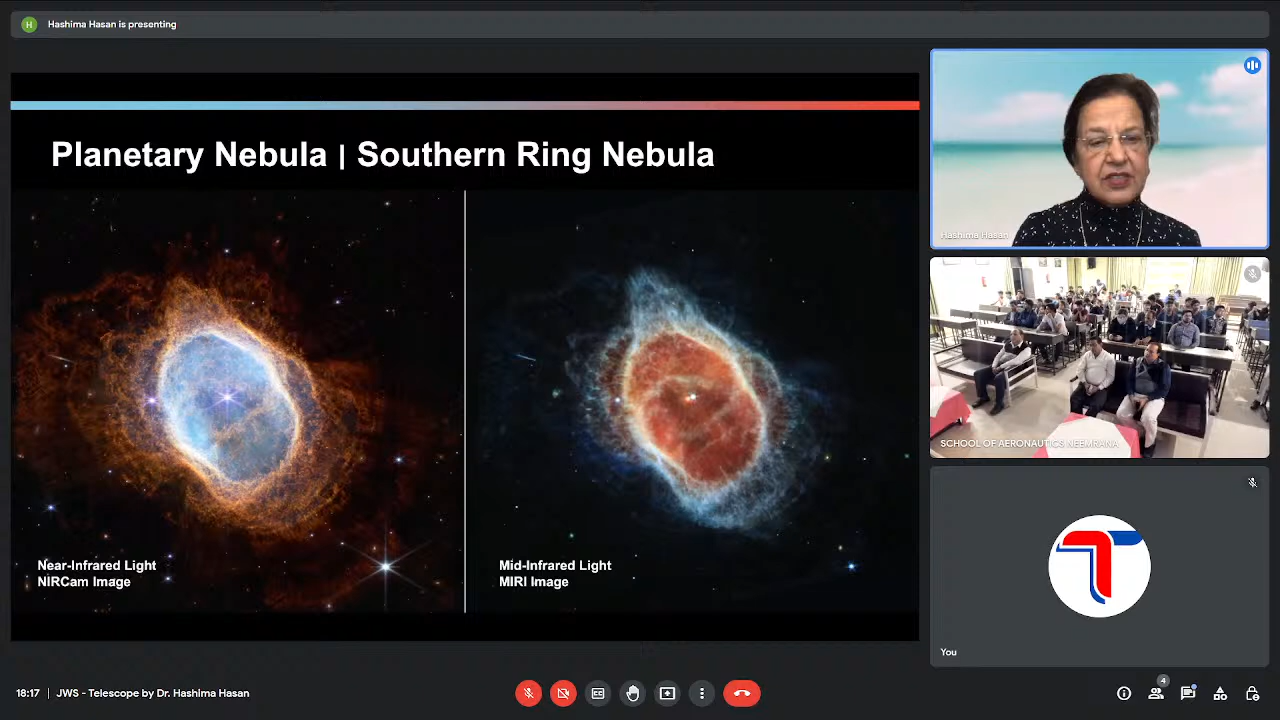 H
Hashima Hasan is presenting
Planetary Nebula | Southern Ring Nebula
Near-Infrared Light
NIRCam Image
Mid-Infrared Light
MIRI Image
Hashima Hasan
SCHOOL OF AERONAUTICS NEEMRANA
You
18:17 | JWS - Telescope by Dr. Hashima Hasan
4